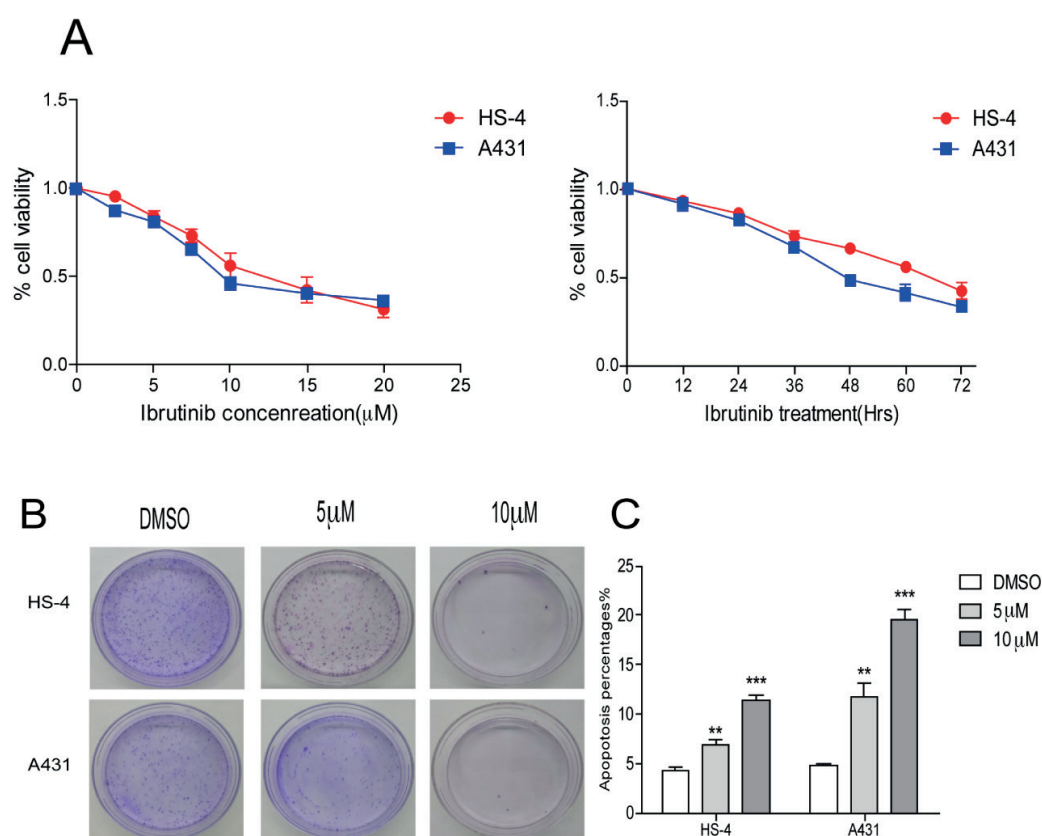 A
1.5
1.0
0.5
0.0
% cell viability
0 5 10 15 20 25
Ibrutinib concenreation(μM)
HS-4
A431
1.5
1.0
0.5
0.0
% cell viability
0 12 24 36 48 60 72
Ibrutinib treatment(Hrs)
HS-4
A431
B
DMSO 5μM 10μM
HS-4
A431
C
25
20
15
10
5
0
Apoppotosis percentages%
** *** ** ***
HS-4 A431
DMSO
5μM
10μM